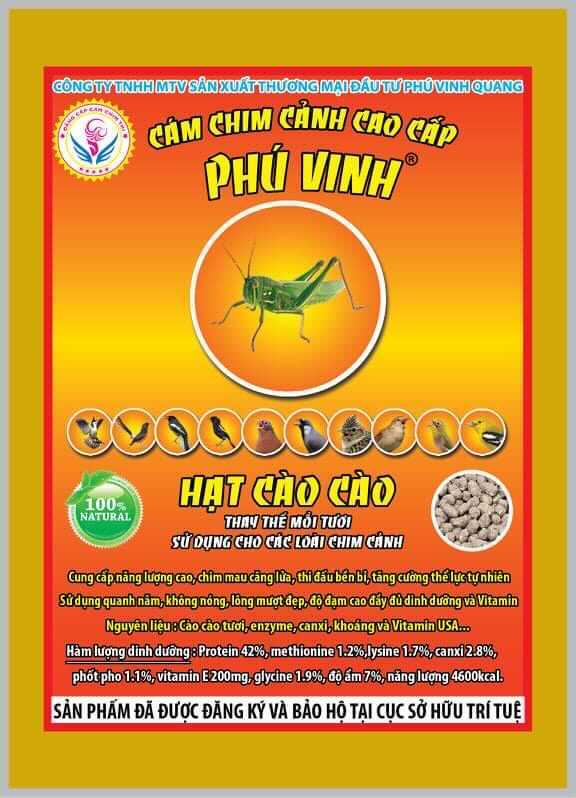 CÔNG TY TNHH MTV SẢN XUẤT THƯƠNG MẠI ĐẦU TƯ PHÚ VINH QUANG
ĐẲNG CẤP CÁM CHIM THI
CÁM CHIM CẢNH CAO CẤP
PHÚ VINH®
100%
NATURAL
HẠT CÀO CÀO
THAY THẾ MỒI TƯƠI
SỬ DỤNG CHO CÁC LOÀI CHIM CẢNH
Cung cấp năng lượng cao, chim mau căng lửa, thi đấu bền bỉ, tăng cường thể lực tự nhiên
Sử dụng quanh năm, không nóng, lông mượt đẹp, độ đạm cao đầy đủ dinh dưỡng và Vitamin
Nguyên liệu : Cào cào tươi, enzyme, canxi, khoáng và Vitamin USA...
Hàm lượng dinh dưỡng : Protein 42%, methionine 1.2%,lysine 1.7%, canxi 2.8%,
phốt pho 1.1%, vitamin E 200mg, glycine 1.9%, độ ẩm 7%, năng lượng 4600kcal.
SẢN PHẨM ĐÃ ĐƯỢC ĐĂNG KÝ VÀ BẢO HỘ TẠI CỤC SỞ HỮU TRÍ TUỆ